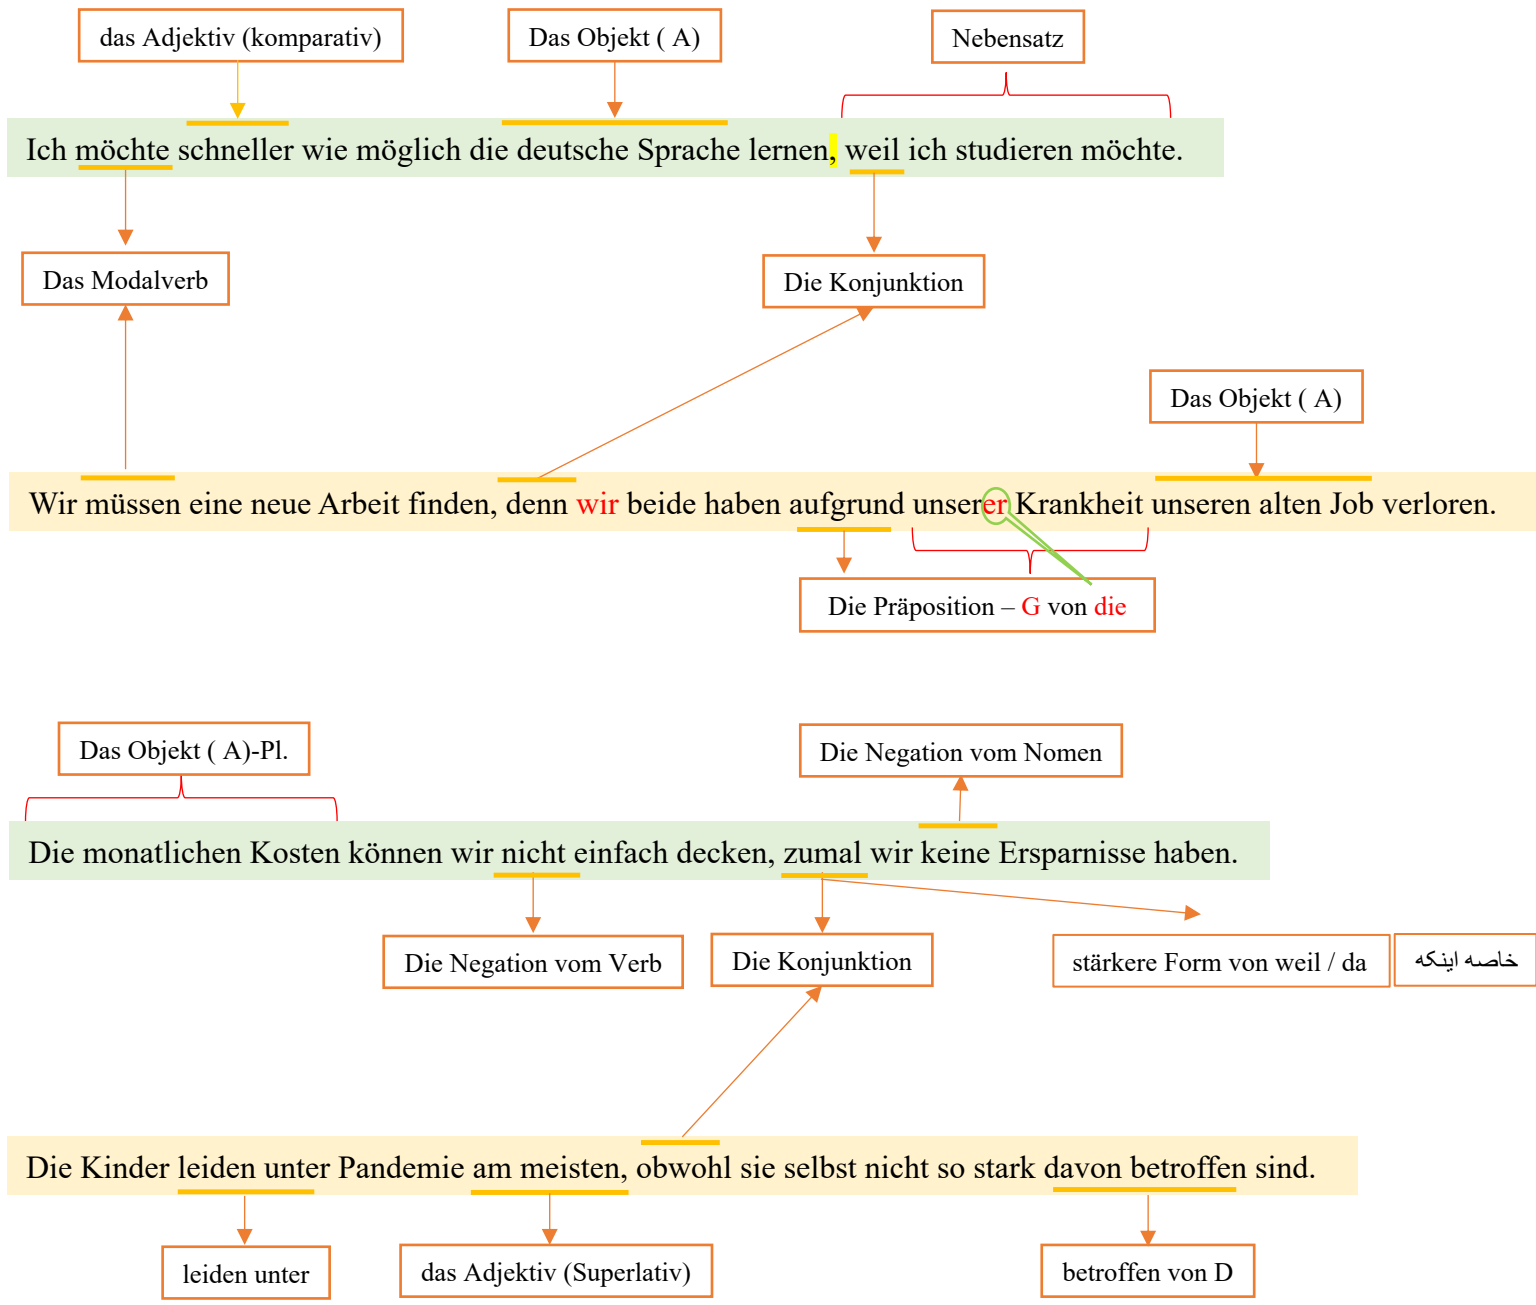 das Adjektiv (komparativ)
Das Objekt ( A)
Nebensatz
Ich möchte schneller wie möglich die deutsche Sprache lernen, weil ich studieren möchte.
Das Modalverb
Die Konjunktion
Das Objekt ( A)
Wir müssen eine neue Arbeit finden, denn wir beide haben aufgrund unserer Krankheit unseren alten Job verloren.
Die Präposition – G von die
Das Objekt ( A)-Pl.
Die Negation vom Nomen
Die monatlichen Kosten können wir nicht einfach decken, zumal wir keine Ersparnisse haben.
Die Negation vom Verb
Die Konjunktion
stärkere Form von weil / da
خاصه اینکه
Die Kinder leiden unter Pandemie am meisten, obwohl sie selbst nicht so stark davon betroffen sind.
leiden unter
das Adjektiv (Superlativ)
betroffen von D